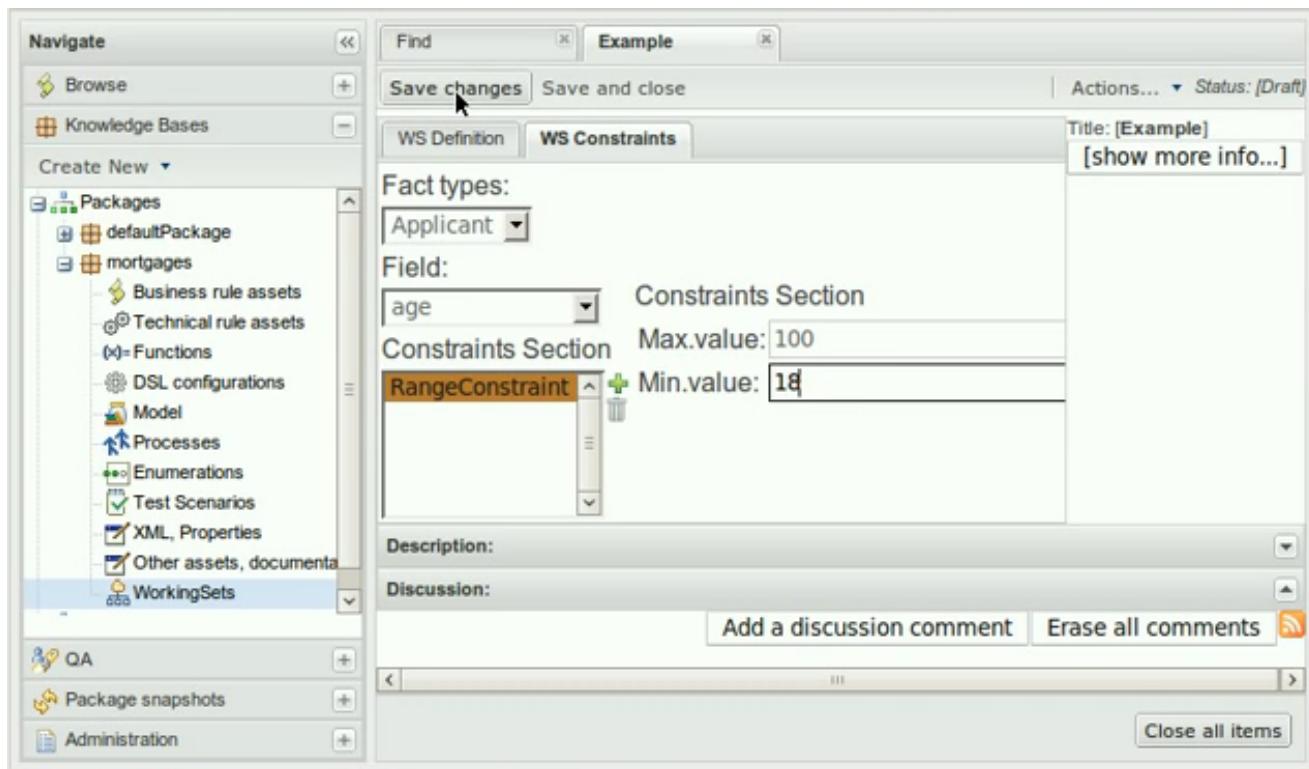 Navigate
Browse
Knowledge Bases
Create New
Packages
defaultPackage
mortgages
Business rule assets
Technical rule assets
(x)= Functions
DSL configurations
Model
Processes
Enumerations
Test Scenarios
XML, Properties
Other assets, documenta
WorkingSets
QA
Package snapshots
Administration
Find Example
Save changes Save and close Actions... Status: [Draft]
WS Definition WS Constraints
Title: [Example]
[show more info...]
Fact types:
Applicant
Field:
age
Constraints Section
RangeConstraint
Constraints Section
Max.value: 100
Min.value: 18
Description:
Discussion:
Add a discussion comment Erase all comments
Close all items